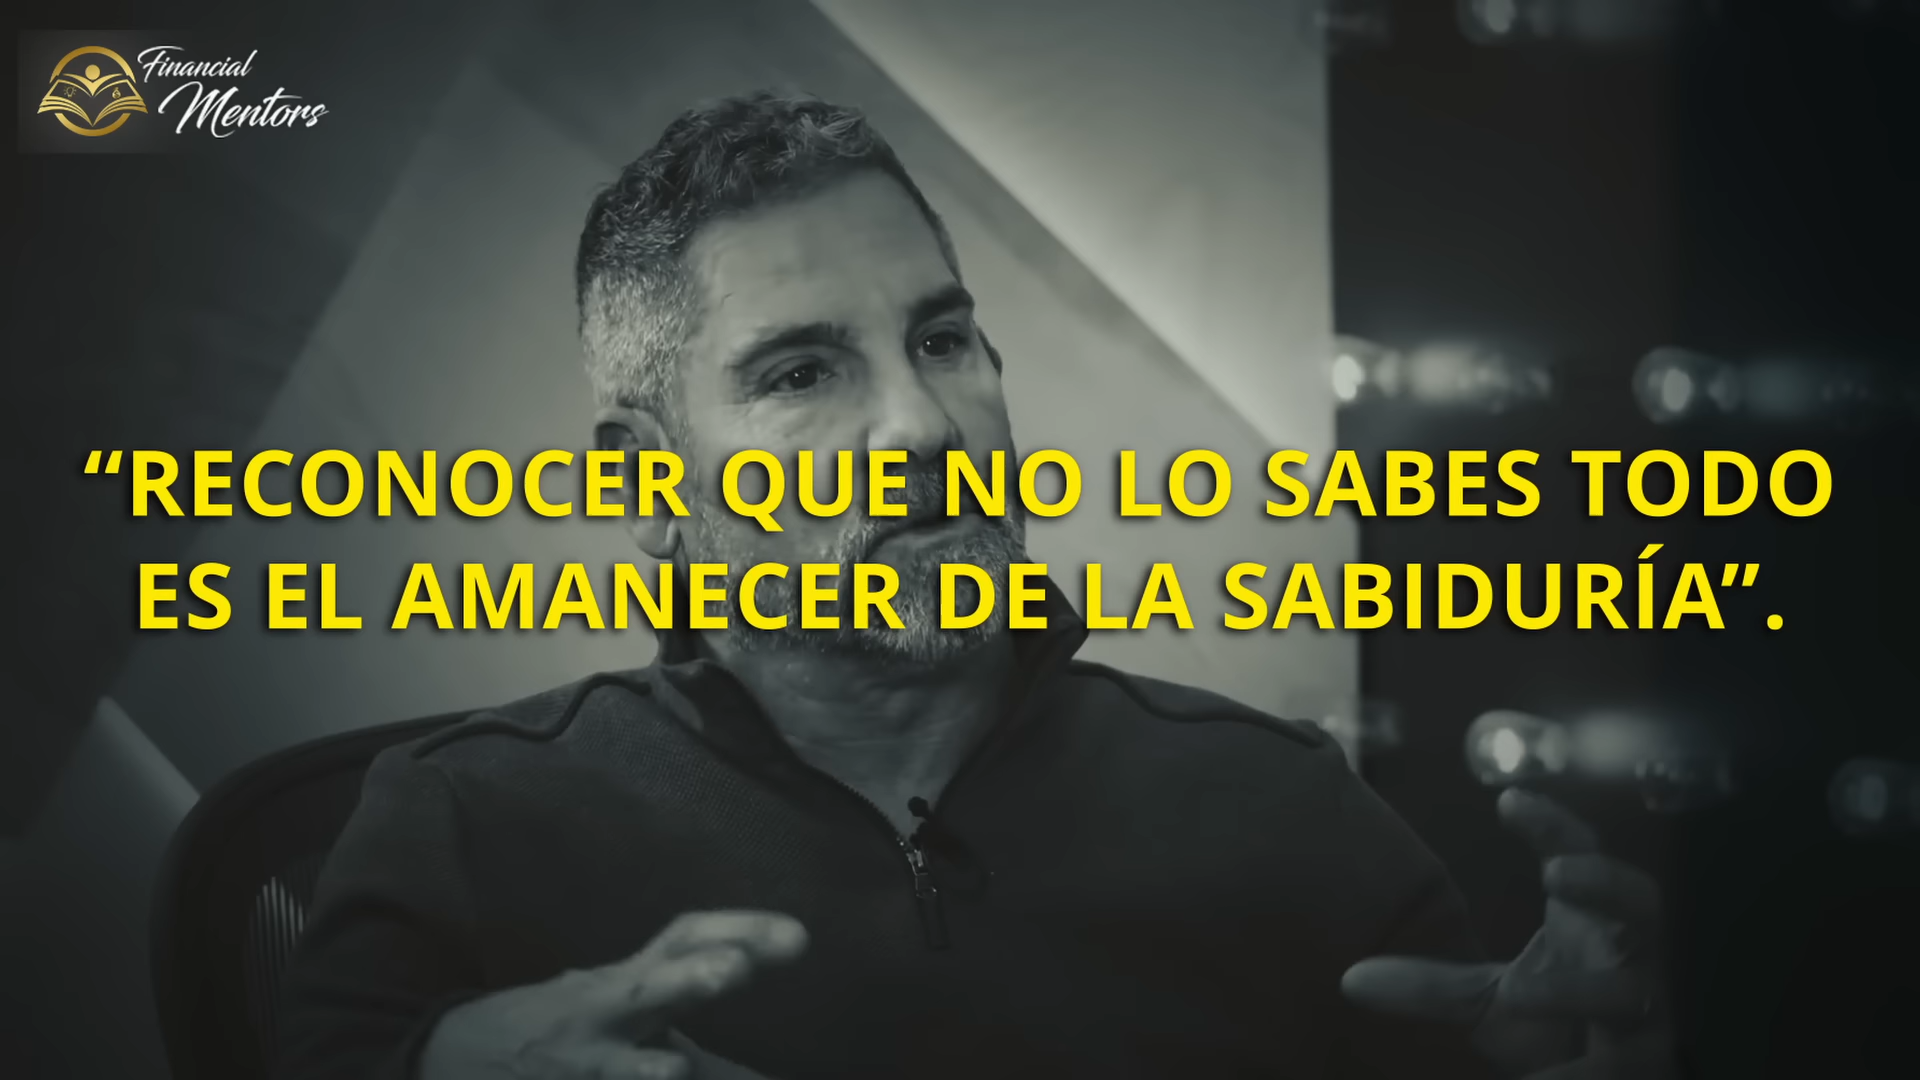 Financial
Mentors
“RECONOCER QUE NO LO SABES TODO
ES EL AMANECER DE LA SABIDURÍA”.